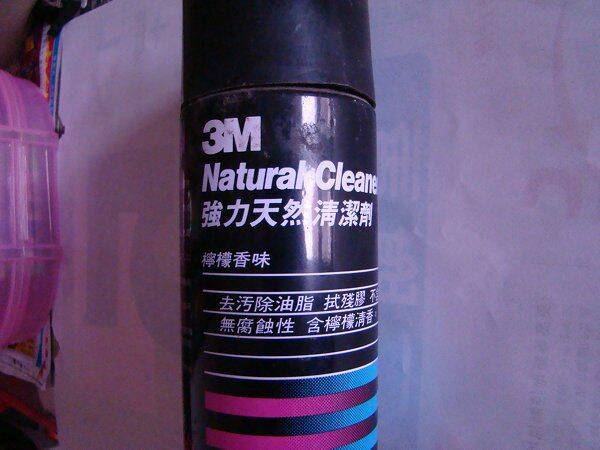 3M
Natural Cleane
強力天然清潔劑
檸檬香味
去污除油脂 拭殘膠 不
無腐蝕性 含檸檬清香